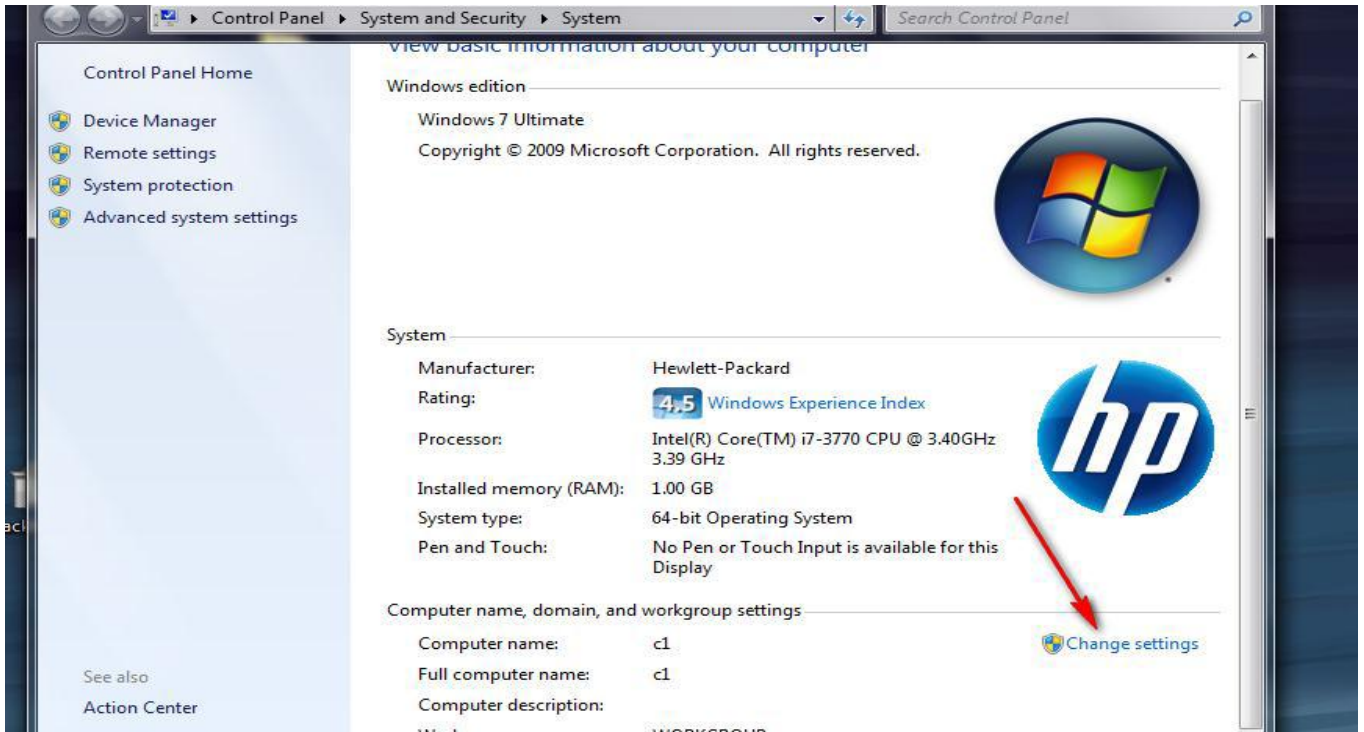 Control Panel ▸ System and Security ▸ System
Search Control Panel
View basic information about your computer
Control Panel Home
Device Manager
Remote settings
System protection
Advanced system settings
See also
Action Center
Windows edition
Windows 7 Ultimate
Copyright © 2009 Microsoft Corporation. All rights reserved.
System
Manufacturer: Hewlett-Packard
Rating: 4,5 Windows Experience Index
Processor: Intel(R) Core(TM) i7-3770 CPU @ 3.40GHz
3.39 GHz
Installed memory (RAM): 1.00 GB
System type: 64-bit Operating System
Pen and Touch: No Pen or Touch Input is available for this
Display
hp
Computer name, domain, and workgroup settings
Computer name: c1
Change settings
Full computer name: c1
Computer description:
WORKGROUP